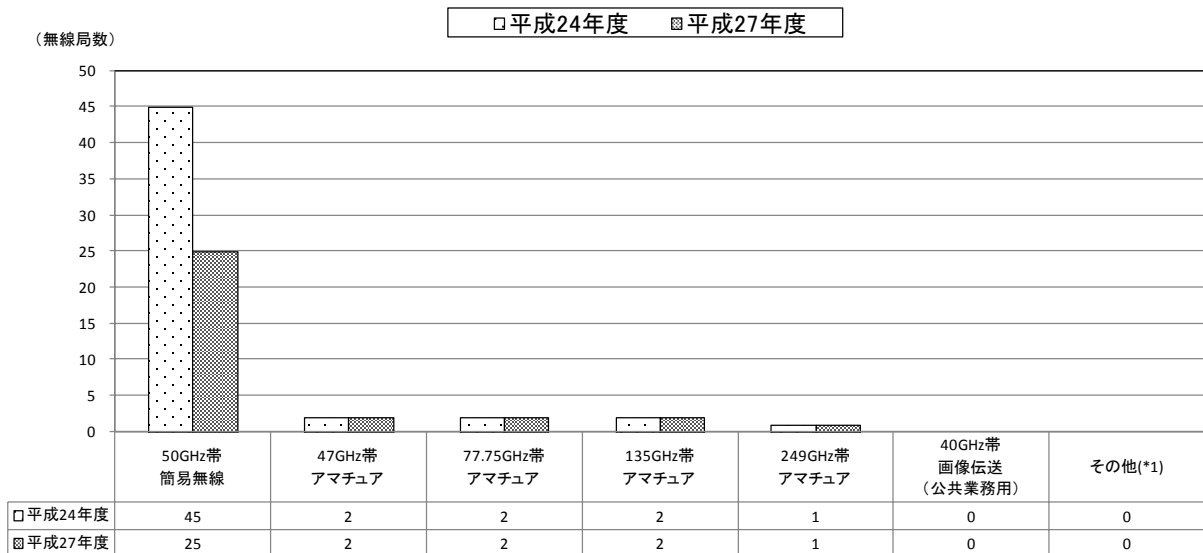 平成24年度 平成27年度
（無線局数）
50
45
40
35
30
25
20
15
10
5
0
50GHz帯 簡易無線
47GHz帯 アマチュア
77.75GHz帯 アマチュア
135GHz帯 アマチュア
249GHz帯 アマチュア
40GHz帯 画像伝送 （公共業務用）
その他(*1)
平成24年度 45 2 2 2 1 0 0
平成27年度 25 2 2 2 1 0 0